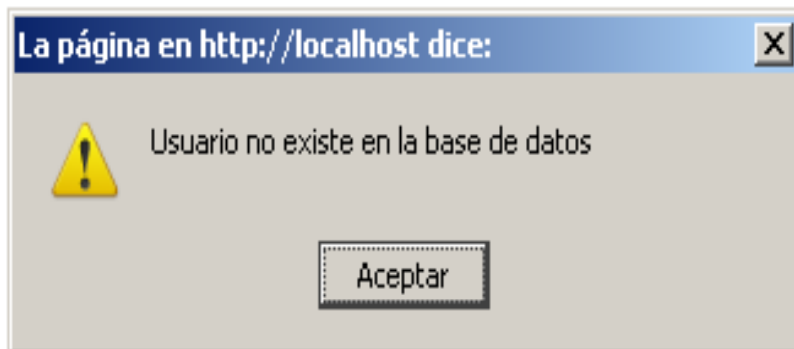 La página en http://localhost dice:
Usuario no existe en la base de datos
Aceptar